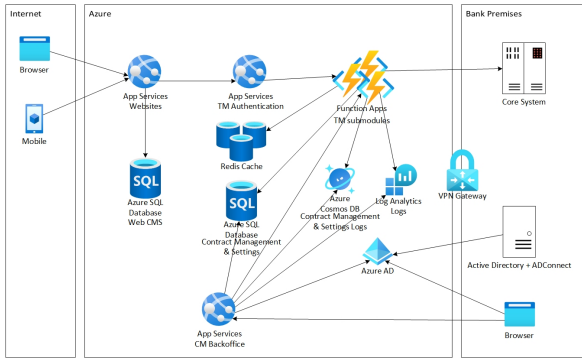 Internet
Azure
Bank Premises
Browser
Mobile
App Services
Websites
App Services
TM Authentication
Function Apps
TM submodules
Core System
Redis Cache
SQL
Azure SQL
Database
Web CMS
SQL
Azure SQL
Database
Contract Management
& Settings
Azure
Cosmos DB
Contract Management
& Settings Logs
Log Analytics
Logs
VPN Gateway
Azure AD
Active Directory + ADConnect
App Services
CM Backoffice
Browser